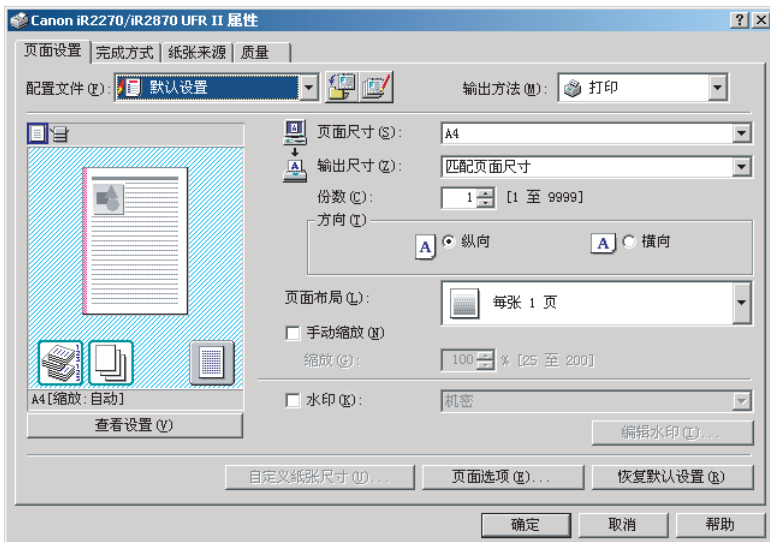 Canon iR2270/iR2870 UFR II 属性
页面设置 完成方式 纸张来源 质量
配置文件(F): 默认设置 输出方法(M): 打印
页面尺寸(S): A4
输出尺寸(Z): 匹配页面尺寸
份数(C): 1 [1 至 9999]
方向(T)
A 纵向 A 横向
页面布局(L): 每张 1 页
手动缩放(N)
缩放(G): 100 % [25 至 200]
A4[缩放:自动]
水印(K): 机密
查看设置(V)
编辑水印(I)...
自定义纸张尺寸(U)... 页面选项(E)... 恢复默认设置(R)
确定 取消 帮助